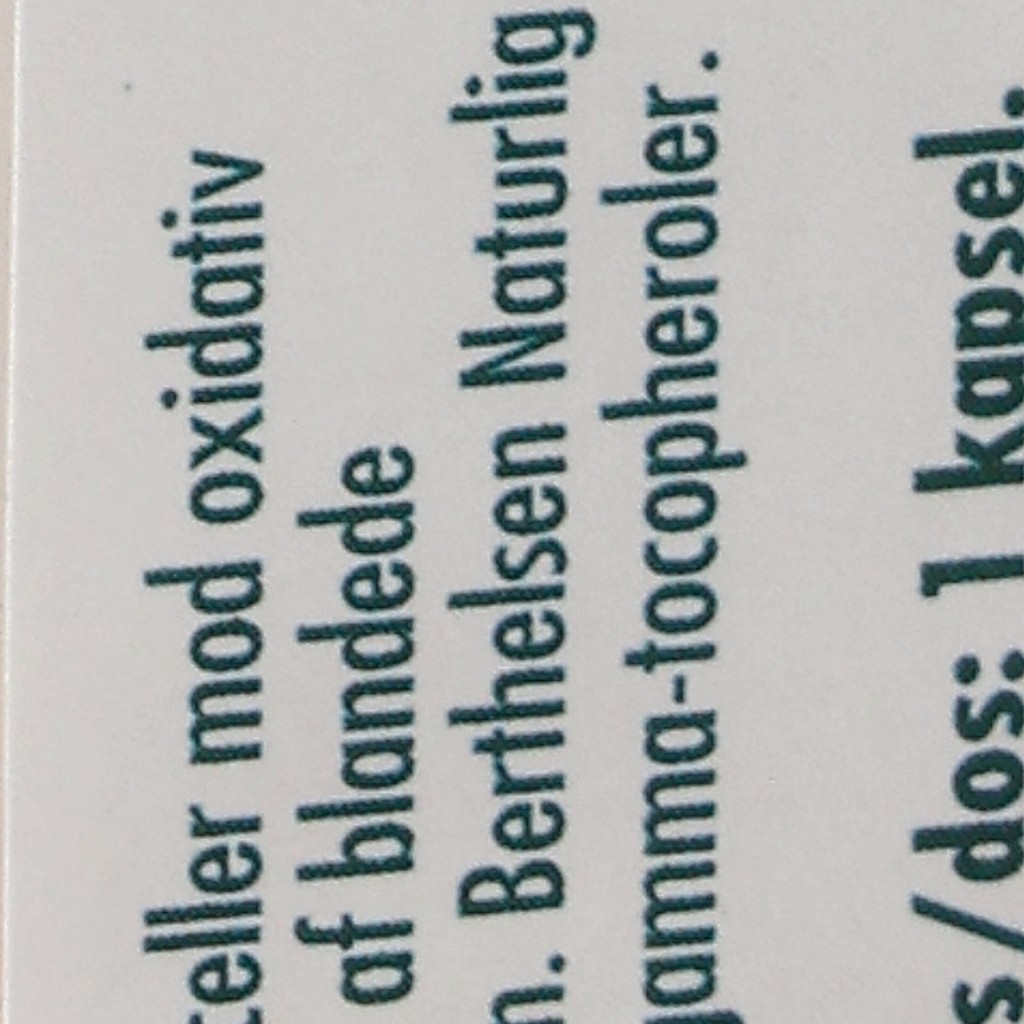 celler mod oxidativ
af blandede
Berthelsen Naturlig
gamma-tocopheroler.
dos: 1 kapsel.